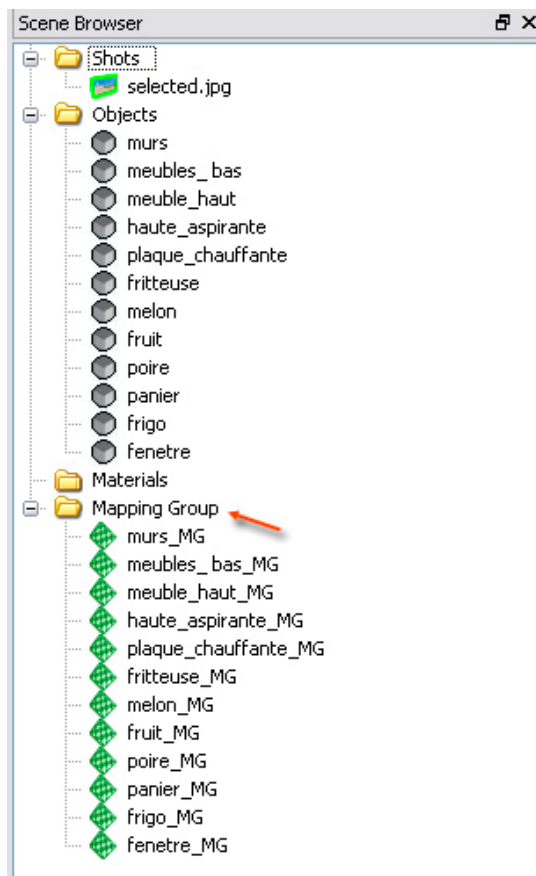 Scene Browser
Shots
selected.jpg
Objects
murs
meubles_ bas
meuble_haut
haute_aspirante
plaque_chauffante
fritteuse
melon
fruit
poire
panier
frigo
fenetre
Materials
Mapping Group
murs_MG
meubles_ bas_MG
meuble_haut_MG
haute_aspirante_MG
plaque_chauffante_MG
fritteuse_MG
melon_MG
fruit_MG
poire_MG
panier_MG
frigo_MG
fenetre_MG